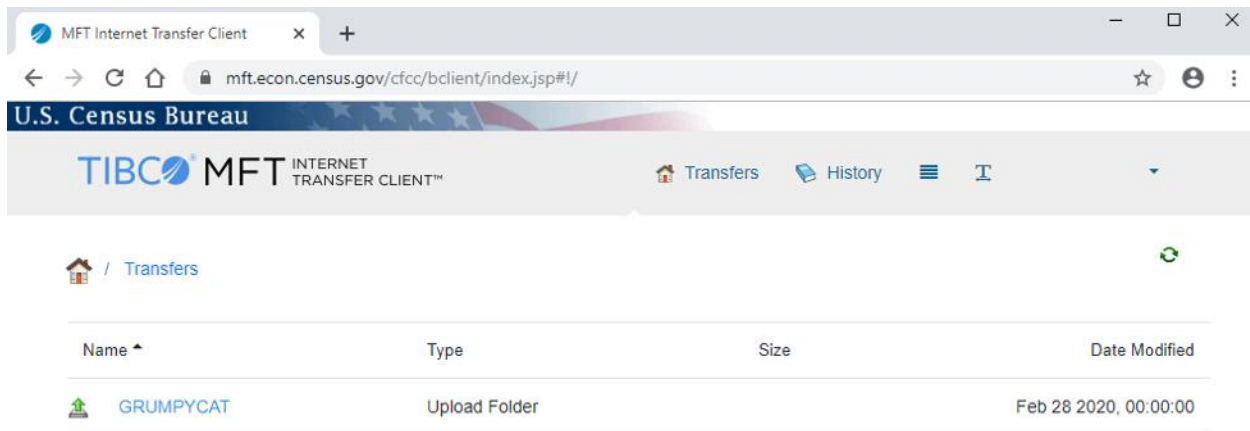 MFT Internet Transfer Client
mft.econ.census.gov/cfcc/bclient/index.jsp#!/
U.S. Census Bureau
TIBCO® MFT INTERNET TRANSFER CLIENT™
Transfers History T
/ Transfers
Name Type Size Date Modified
GRUMPYCAT Upload Folder Feb 28 2020, 00:00:00